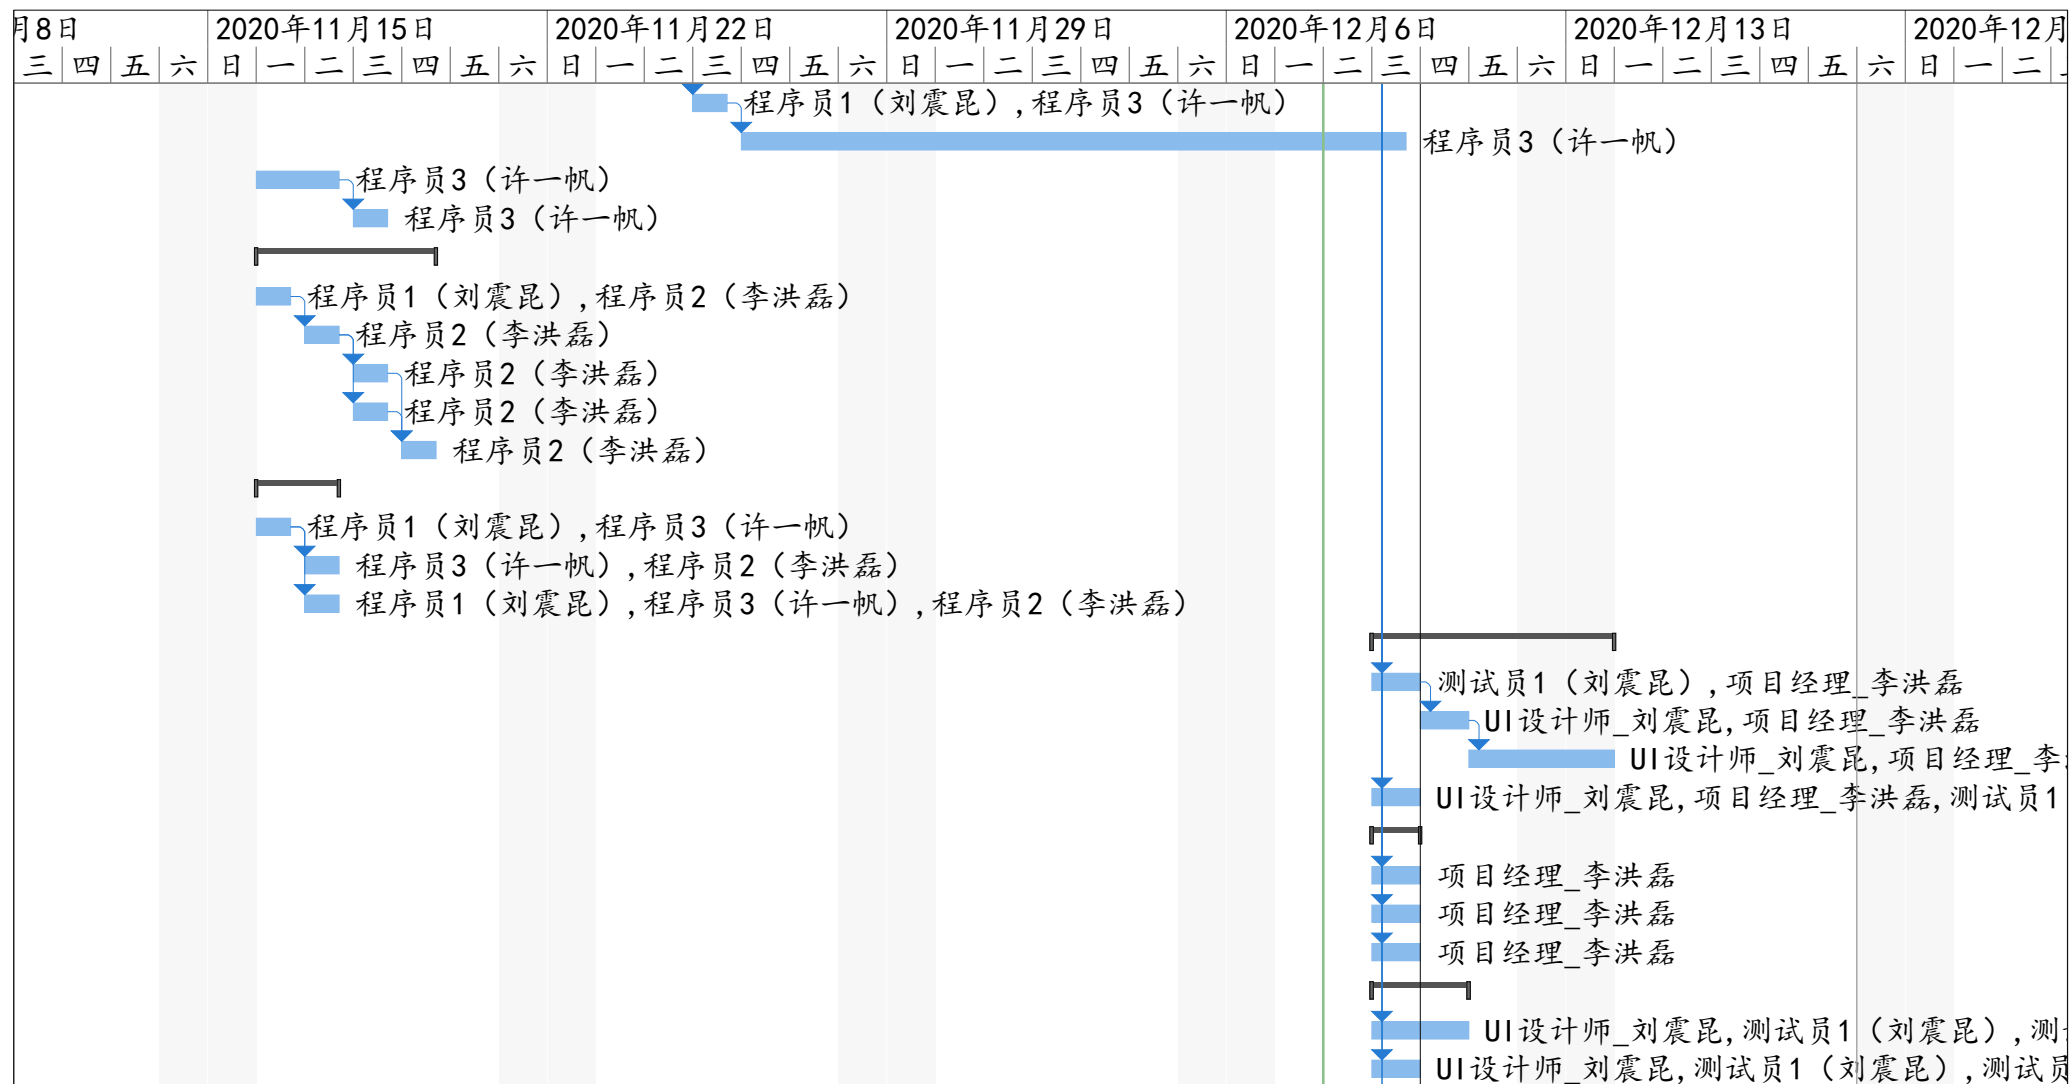 月8日 2020年11月15日 2020年11月22日 2020年11月29日 2020年12月6日 2020年12月13日 2020年12月
三 四 五 六 日 一 二 三 四 五 六 日 一 二 三 四 五 六 日 一 二 三 四 五 六 日 一 二 三 四 五 六 日 一 二 三 四 五 六 日 一 二
程序员1（刘震昆）,程序员3（许一帆）
程序员3（许一帆）
程序员3（许一帆）
程序员3（许一帆）
程序员1（刘震昆）,程序员2（李洪磊）
程序员2（李洪磊）
程序员2（李洪磊）
程序员2（李洪磊）
程序员2（李洪磊）
程序员1（刘震昆）,程序员3（许一帆）
程序员3（许一帆）,程序员2（李洪磊）
程序员1（刘震昆）,程序员3（许一帆）,程序员2（李洪磊）
测试员1（刘震昆）,项目经理_李洪磊
UI设计师_刘震昆,项目经理_李洪磊
UI设计师_刘震昆,项目经理_李
UI设计师_刘震昆,项目经理_李洪磊,测试员1
项目经理_李洪磊
项目经理_李洪磊
项目经理_李洪磊
UI设计师_刘震昆,测试员1（刘震昆）,测
UI设计师_刘震昆,测试员1（刘震昆）,测试员